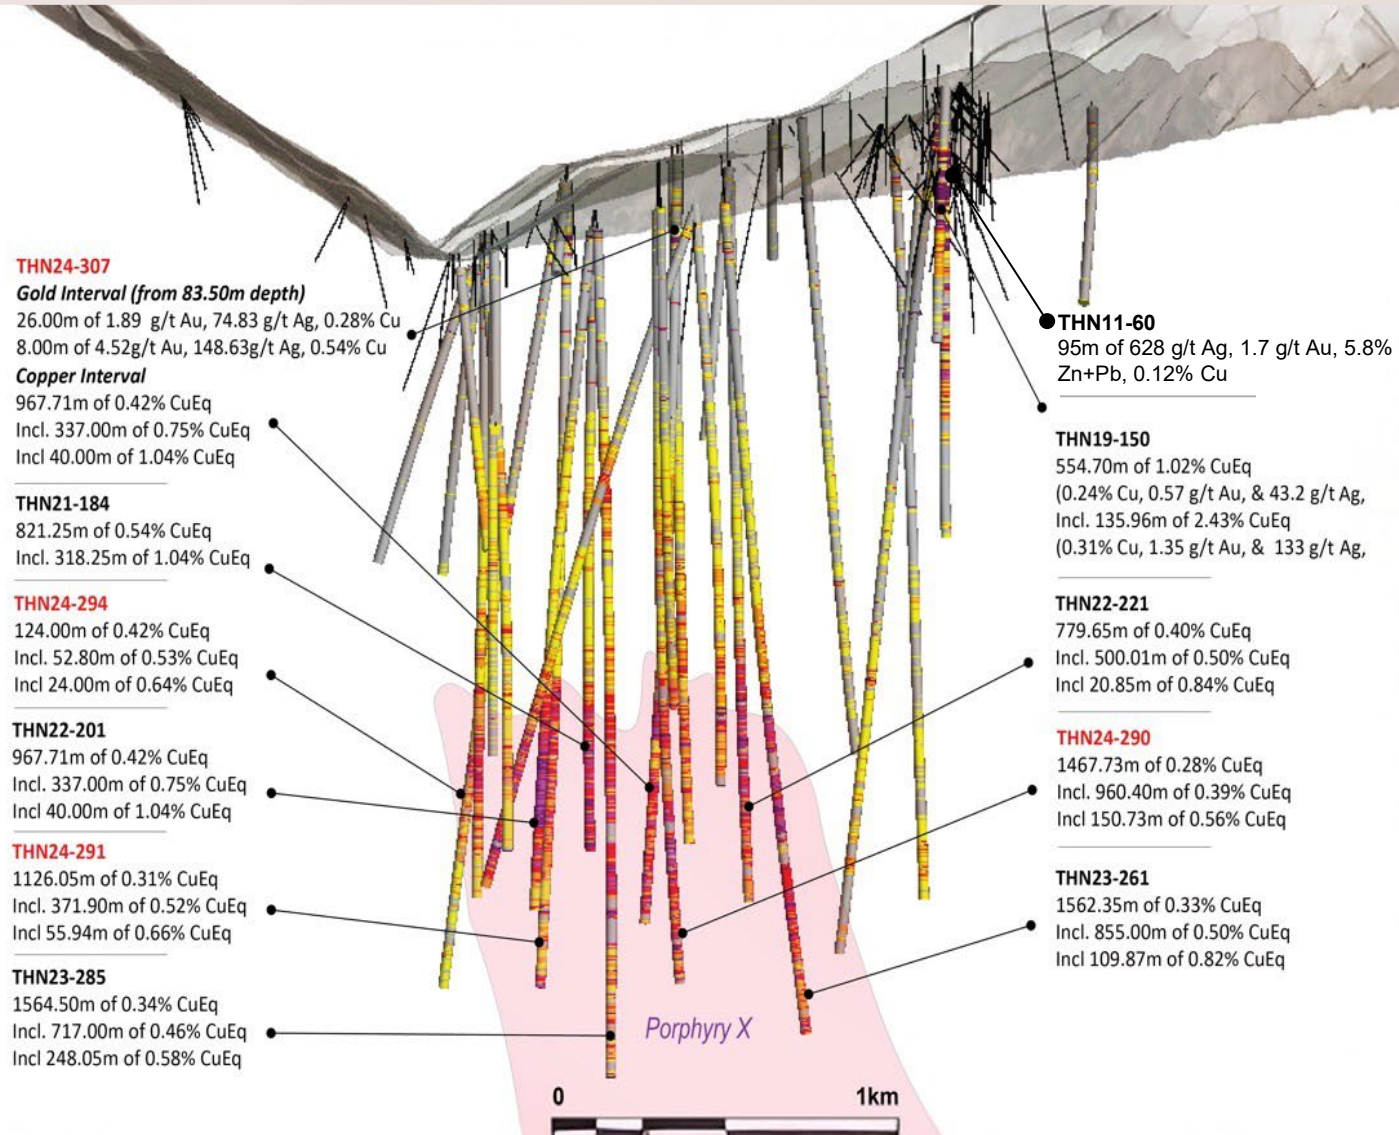 THN24-307
Gold Interval (from 83.50m depth)
26.00m of 1.89 g/t Au, 74.83 g/t Ag, 0.28% Cu
8.00m of 4.52g/t Au, 148.63g/t Ag, 0.54% Cu
Copper Interval
967.71m of 0.42% CuEq
Incl. 337.00m of 0.75% CuEq
Incl 40.00m of 1.04% CuEq
THN21-184
821.25m of 0.54% CuEq
Incl. 318.25m of 1.04% CuEq
THN24-294
124.00m of 0.42% CuEq
Incl. 52.80m of 0.53% CuEq
Incl 24.00m of 0.64% CuEq
THN22-201
967.71m of 0.42% CuEq
Incl. 337.00m of 0.75% CuEq
Incl 40.00m of 1.04% CuEq
THN24-291
1126.05m of 0.31% CuEq
Incl. 371.90m of 0.52% CuEq
Incl 55.94m of 0.66% CuEq
THN23-285
1564.50m of 0.34% CuEq
Incl. 717.00m of 0.46% CuEq
Incl 248.05m of 0.58% CuEq
THN11-60
95m of 628 g/t Ag, 1.7 g/t Au, 5.8%
Zn+Pb, 0.12% Cu
THN19-150
554.70m of 1.02% CuEq
(0.24% Cu, 0.57 g/t Au, & 43.2 g/t Ag,
Incl. 135.96m of 2.43% CuEq
(0.31% Cu, 1.35 g/t Au, & 133 g/t Ag,
THN22-221
779.65m of 0.40% CuEq
Incl. 500.01m of 0.50% CuEq
Incl 20.85m of 0.84% CuEq
THN24-290
1467.73m of 0.28% CuEq
Incl. 960.40m of 0.39% CuEq
Incl 150.73m of 0.56% CuEq
THN23-261
1562.35m of 0.33% CuEq
Incl. 855.00m of 0.50% CuEq
Incl 109.87m of 0.82% CuEq
Porphyry X
0 1km